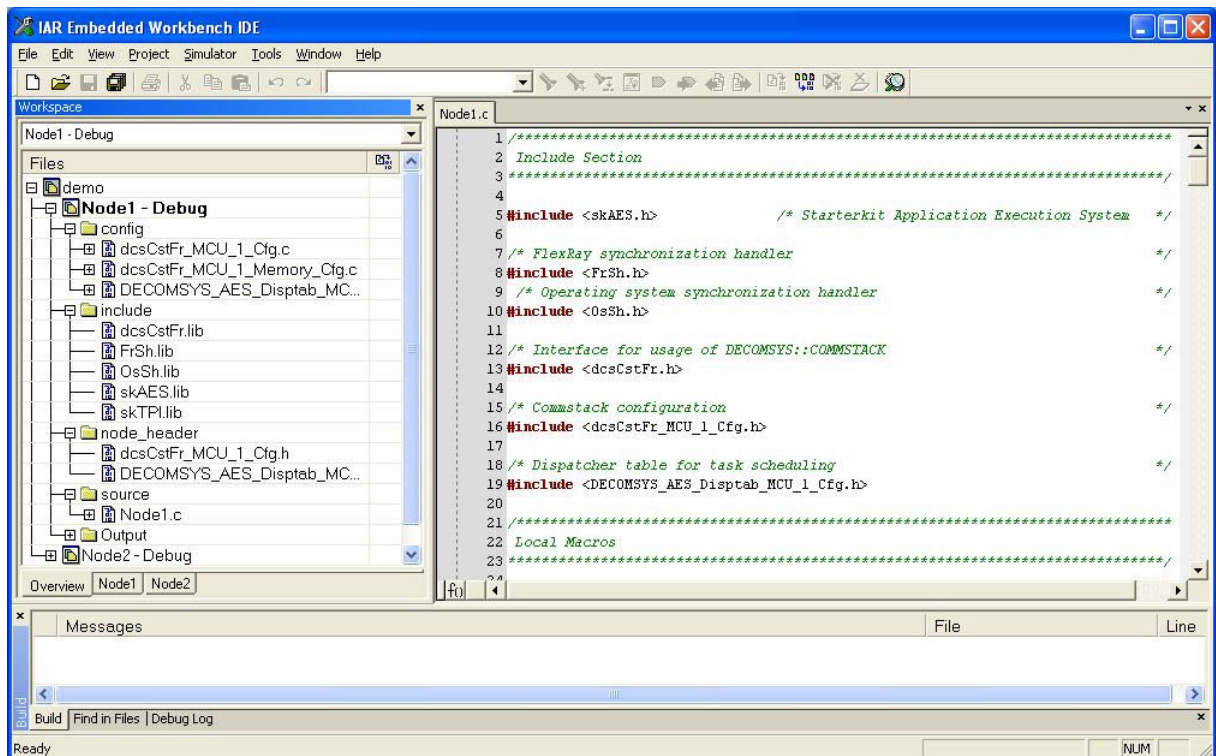 IAR Embedded Workbench IDE
File Edit View Project Simulator Tools Window Help
Workspace
Node1 - Debug
Files
demo
Node1 - Debug
config
dcsCstFr_MCU_1_Cfg.c
dcsCstFr_MCU_1_Memory_Cfg.c
DECOMSYS_AES_Disptab_MC...
include
dcsCstFr.lib
FrSh.lib
OsSh.lib
skAES.lib
skTPI.lib
node_header
dcsCstFr_MCU_1_Cfg.h
DECOMSYS_AES_Disptab_MC...
source
Node1.c
Output
Node2 - Debug
Overview Node1 Node2
Node1.c
1 /******************************************************************************
2 Include Section
3 ******************************************************************************/
4
5 #include <skAES.h> /* Starterkit Application Execution System */
6
7 /* FlexRay synchronization handler */
8 #include <FrSh.h>
9 /* Operating system synchronization handler */
10 #include <OsSh.h>
11
12 /* Interface for usage of DECOMSYS::COMMSTACK */
13 #include <dcsCstFr.h>
14
15 /* Commstack configuration */
16 #include <dcsCstFr_MCU_1_Cfg.h>
17
18 /* Dispatcher table for task scheduling */
19 #include <DECOMSYS_AES_Disptab_MCU_1_Cfg.h>
20
21 /******************************************************************************
22 Local Macros
23 ******************************************************************************/
24
f()
Messages File Line
Build
Build Find in Files | Debug Log
Ready NUM